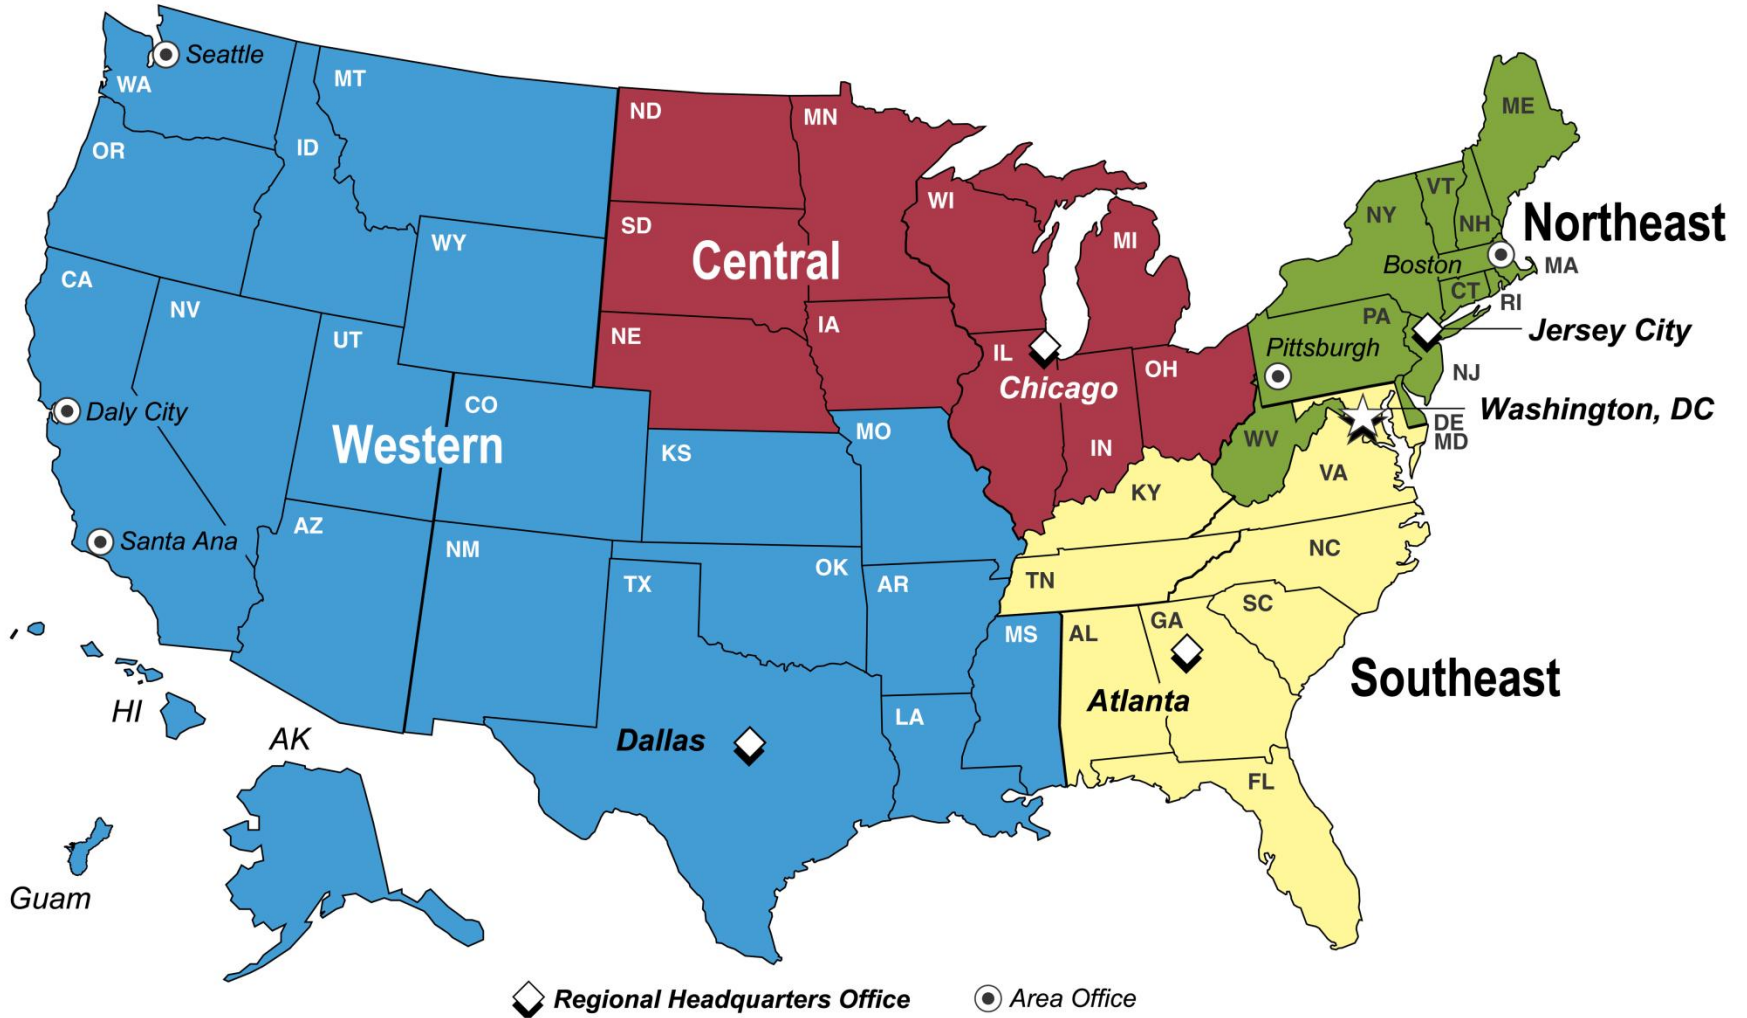 Seattle
WA
MT
ND
MN
ME
OR
ID
WI
VT
NY
NH
Northeast
SD
WY
Central
MI
Boston
MA
CA
CT
RI
NV
IA
PA
UT
NE
IL
Jersey City
Pittsburgh
OH
NJ
Chicago
CO
Daly City
Washington, DC
DE
MD
MO
WV
Western
KS
IN
VA
KY
AZ
Santa Ana
NM
NC
OK
TX
AR
TN
SC
GA
MS
AL
Southeast
Atlanta
HI
LA
AK
Dallas
FL
Guam
Regional Headquarters Office
Area Office